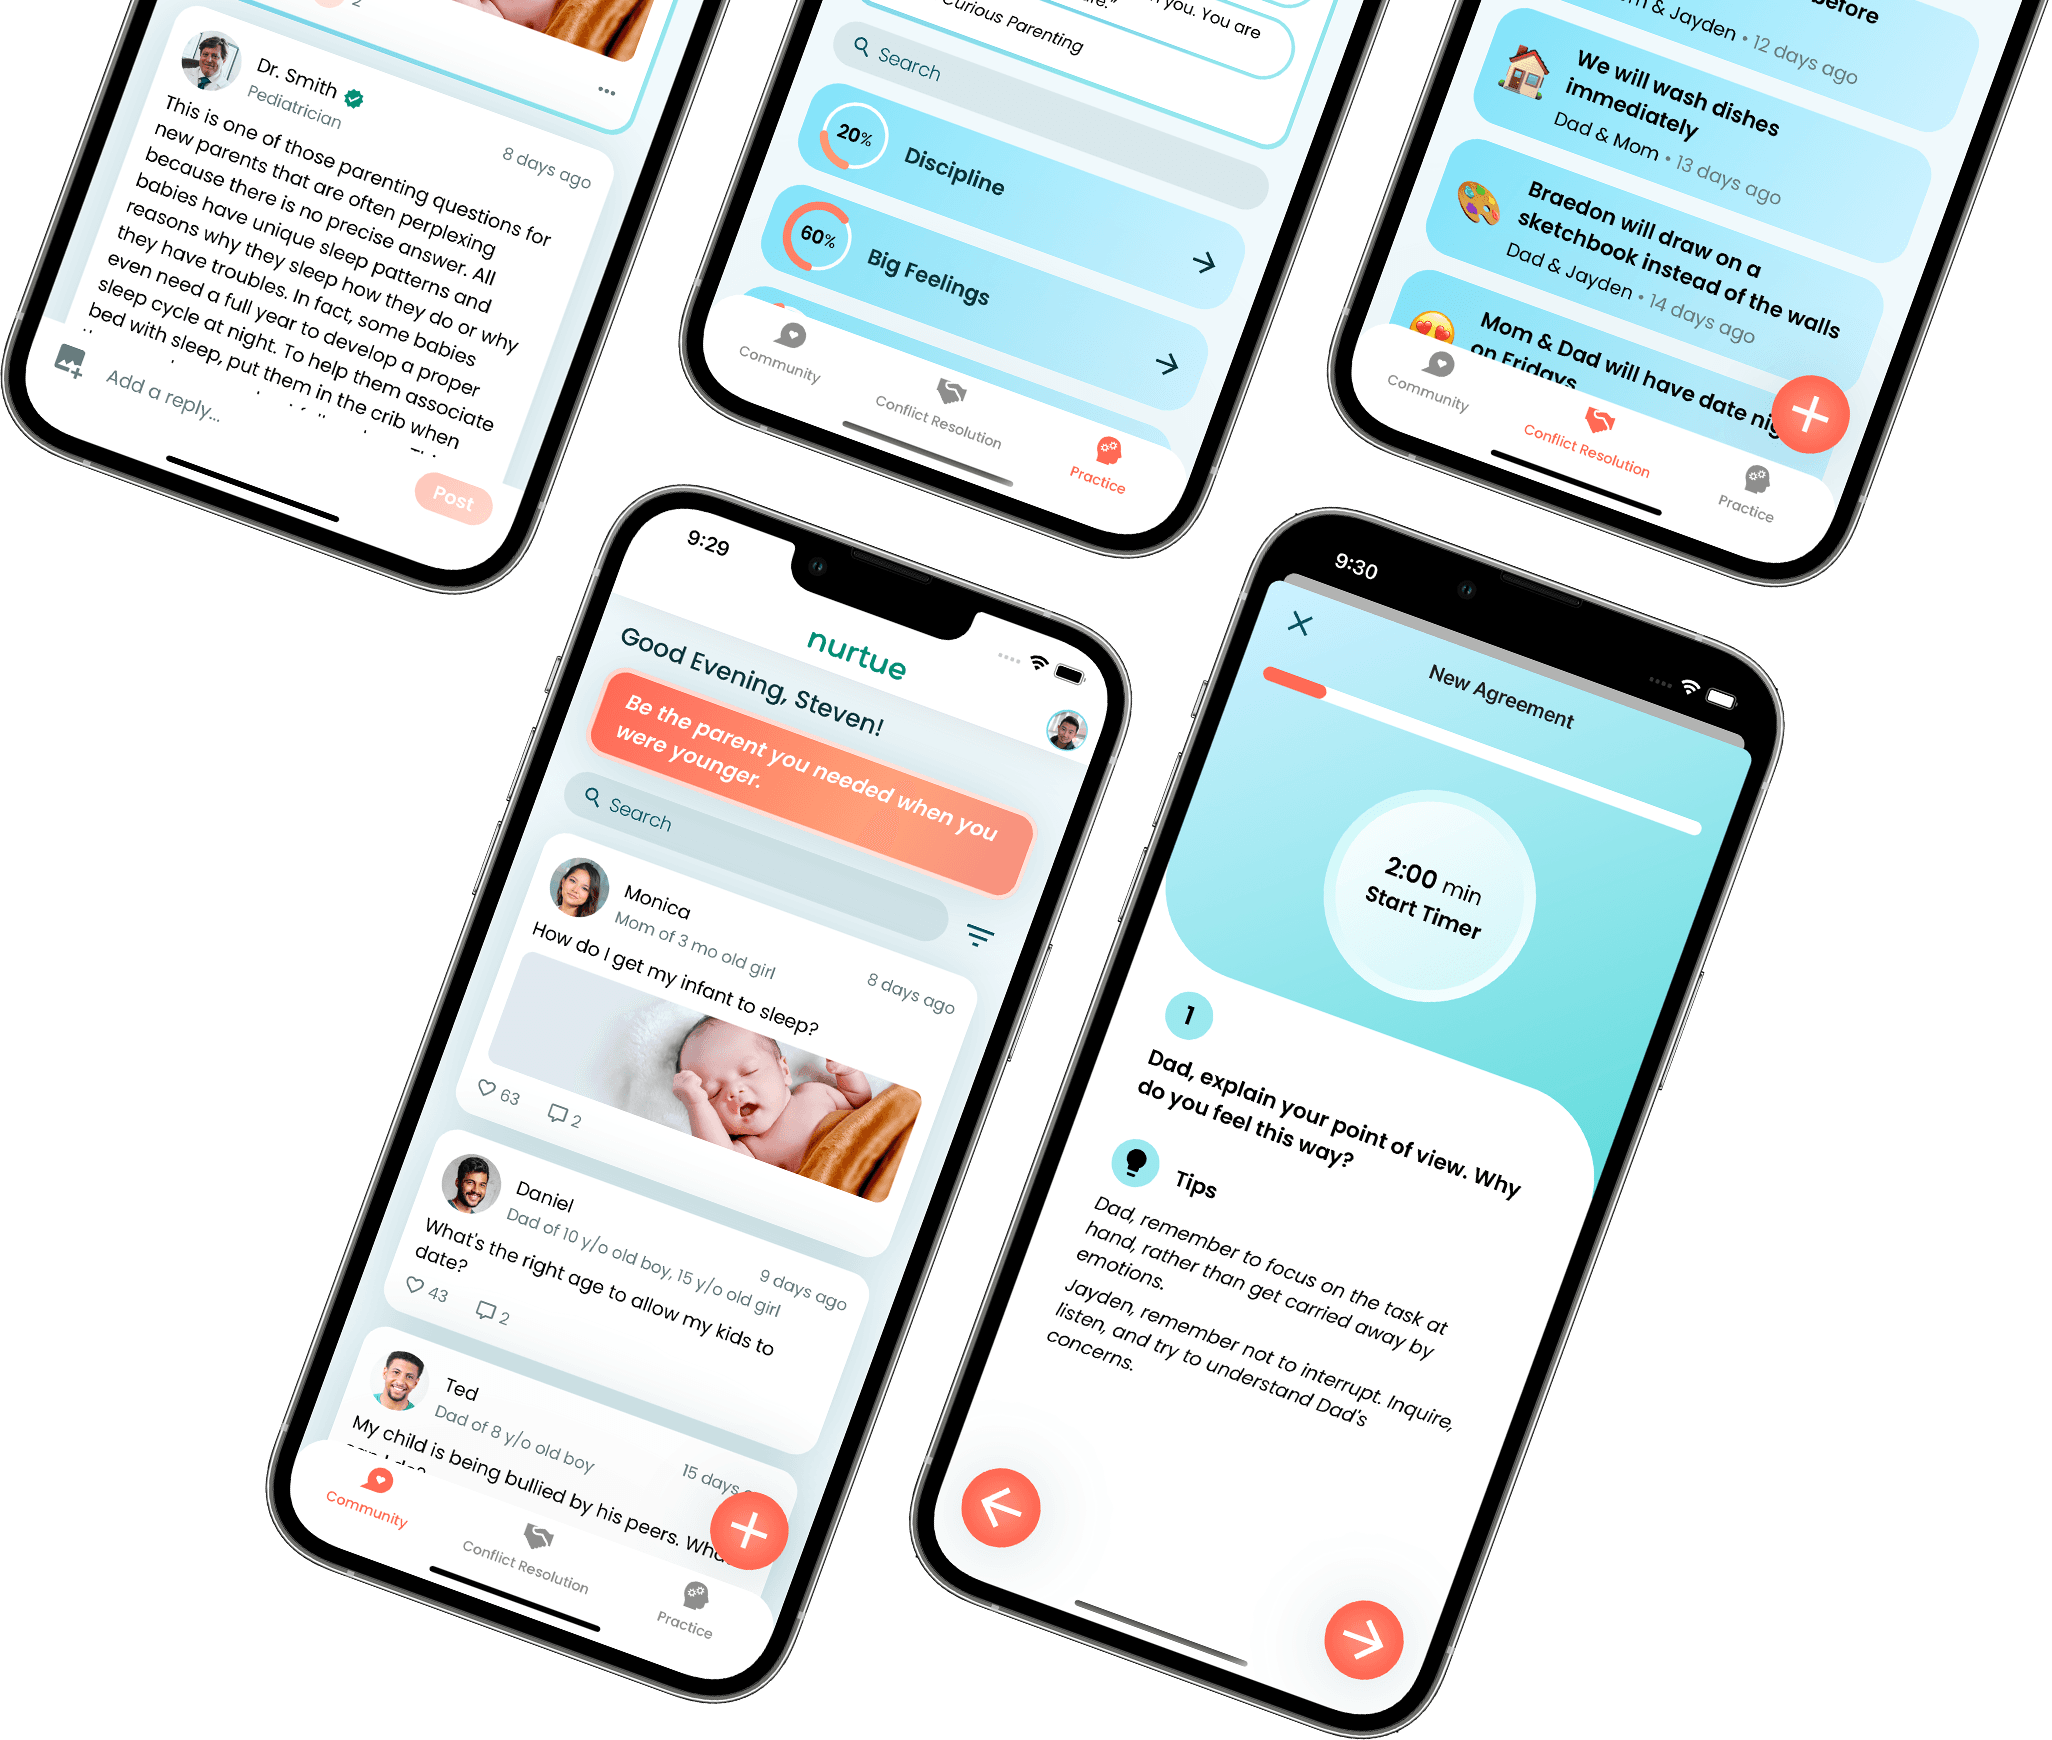 2
Dr. Smith
Pediatrician
8 days ago
This is one of those parenting questions for
new parents that are often perplexing
because there is no precise answer. All
babies have unique sleep patterns and
reasons why they sleep how they do or why
they have troubles. In fact, some babies
even need a full year to develop a proper
sleep cycle at night. To help them associate
bed with sleep, put them in the crib when
Add a reply...
Post
you. You are
Curious Parenting
Search
20%
Discipline
60%
Big Feelings
Community
Conflict Resolution
Practice
before
& Jayden • 12 days ago
We will wash dishes
immediately
Dad & Mom • 13 days ago
Braedon will draw on a
sketchbook instead of the walls
Dad & Jayden • 14 days ago
Mom & Dad will have date
on Fridays
Community
Conflict Resolution
Practice
9:29
nurtue
Good Evening, Steven!
Be the parent you needed when you
were younger.
Search
Monica
Mom of 3 mo old girl
8 days ago
How do I get my infant to sleep?
63
2
Daniel
Dad of 10 y/o old boy, 15 y/o old girl
9 days ago
What's the right age to allow my kids to
date?
43
2
Ted
Dad of 8 y/o old boy
15 days
My child is being bullied by his peers.
Community
Conflict Resolution
Practice
9:30
New Agreement
2:00 min
Start Timer
1
Dad, explain your point of view. Why
do you feel this way?
Tips
Dad, remember to focus on the task at
hand, rather than get carried away by
emotions.
Jayden, remember not to interrupt. Inquire,
listen, and try to understand Dad's
concerns.